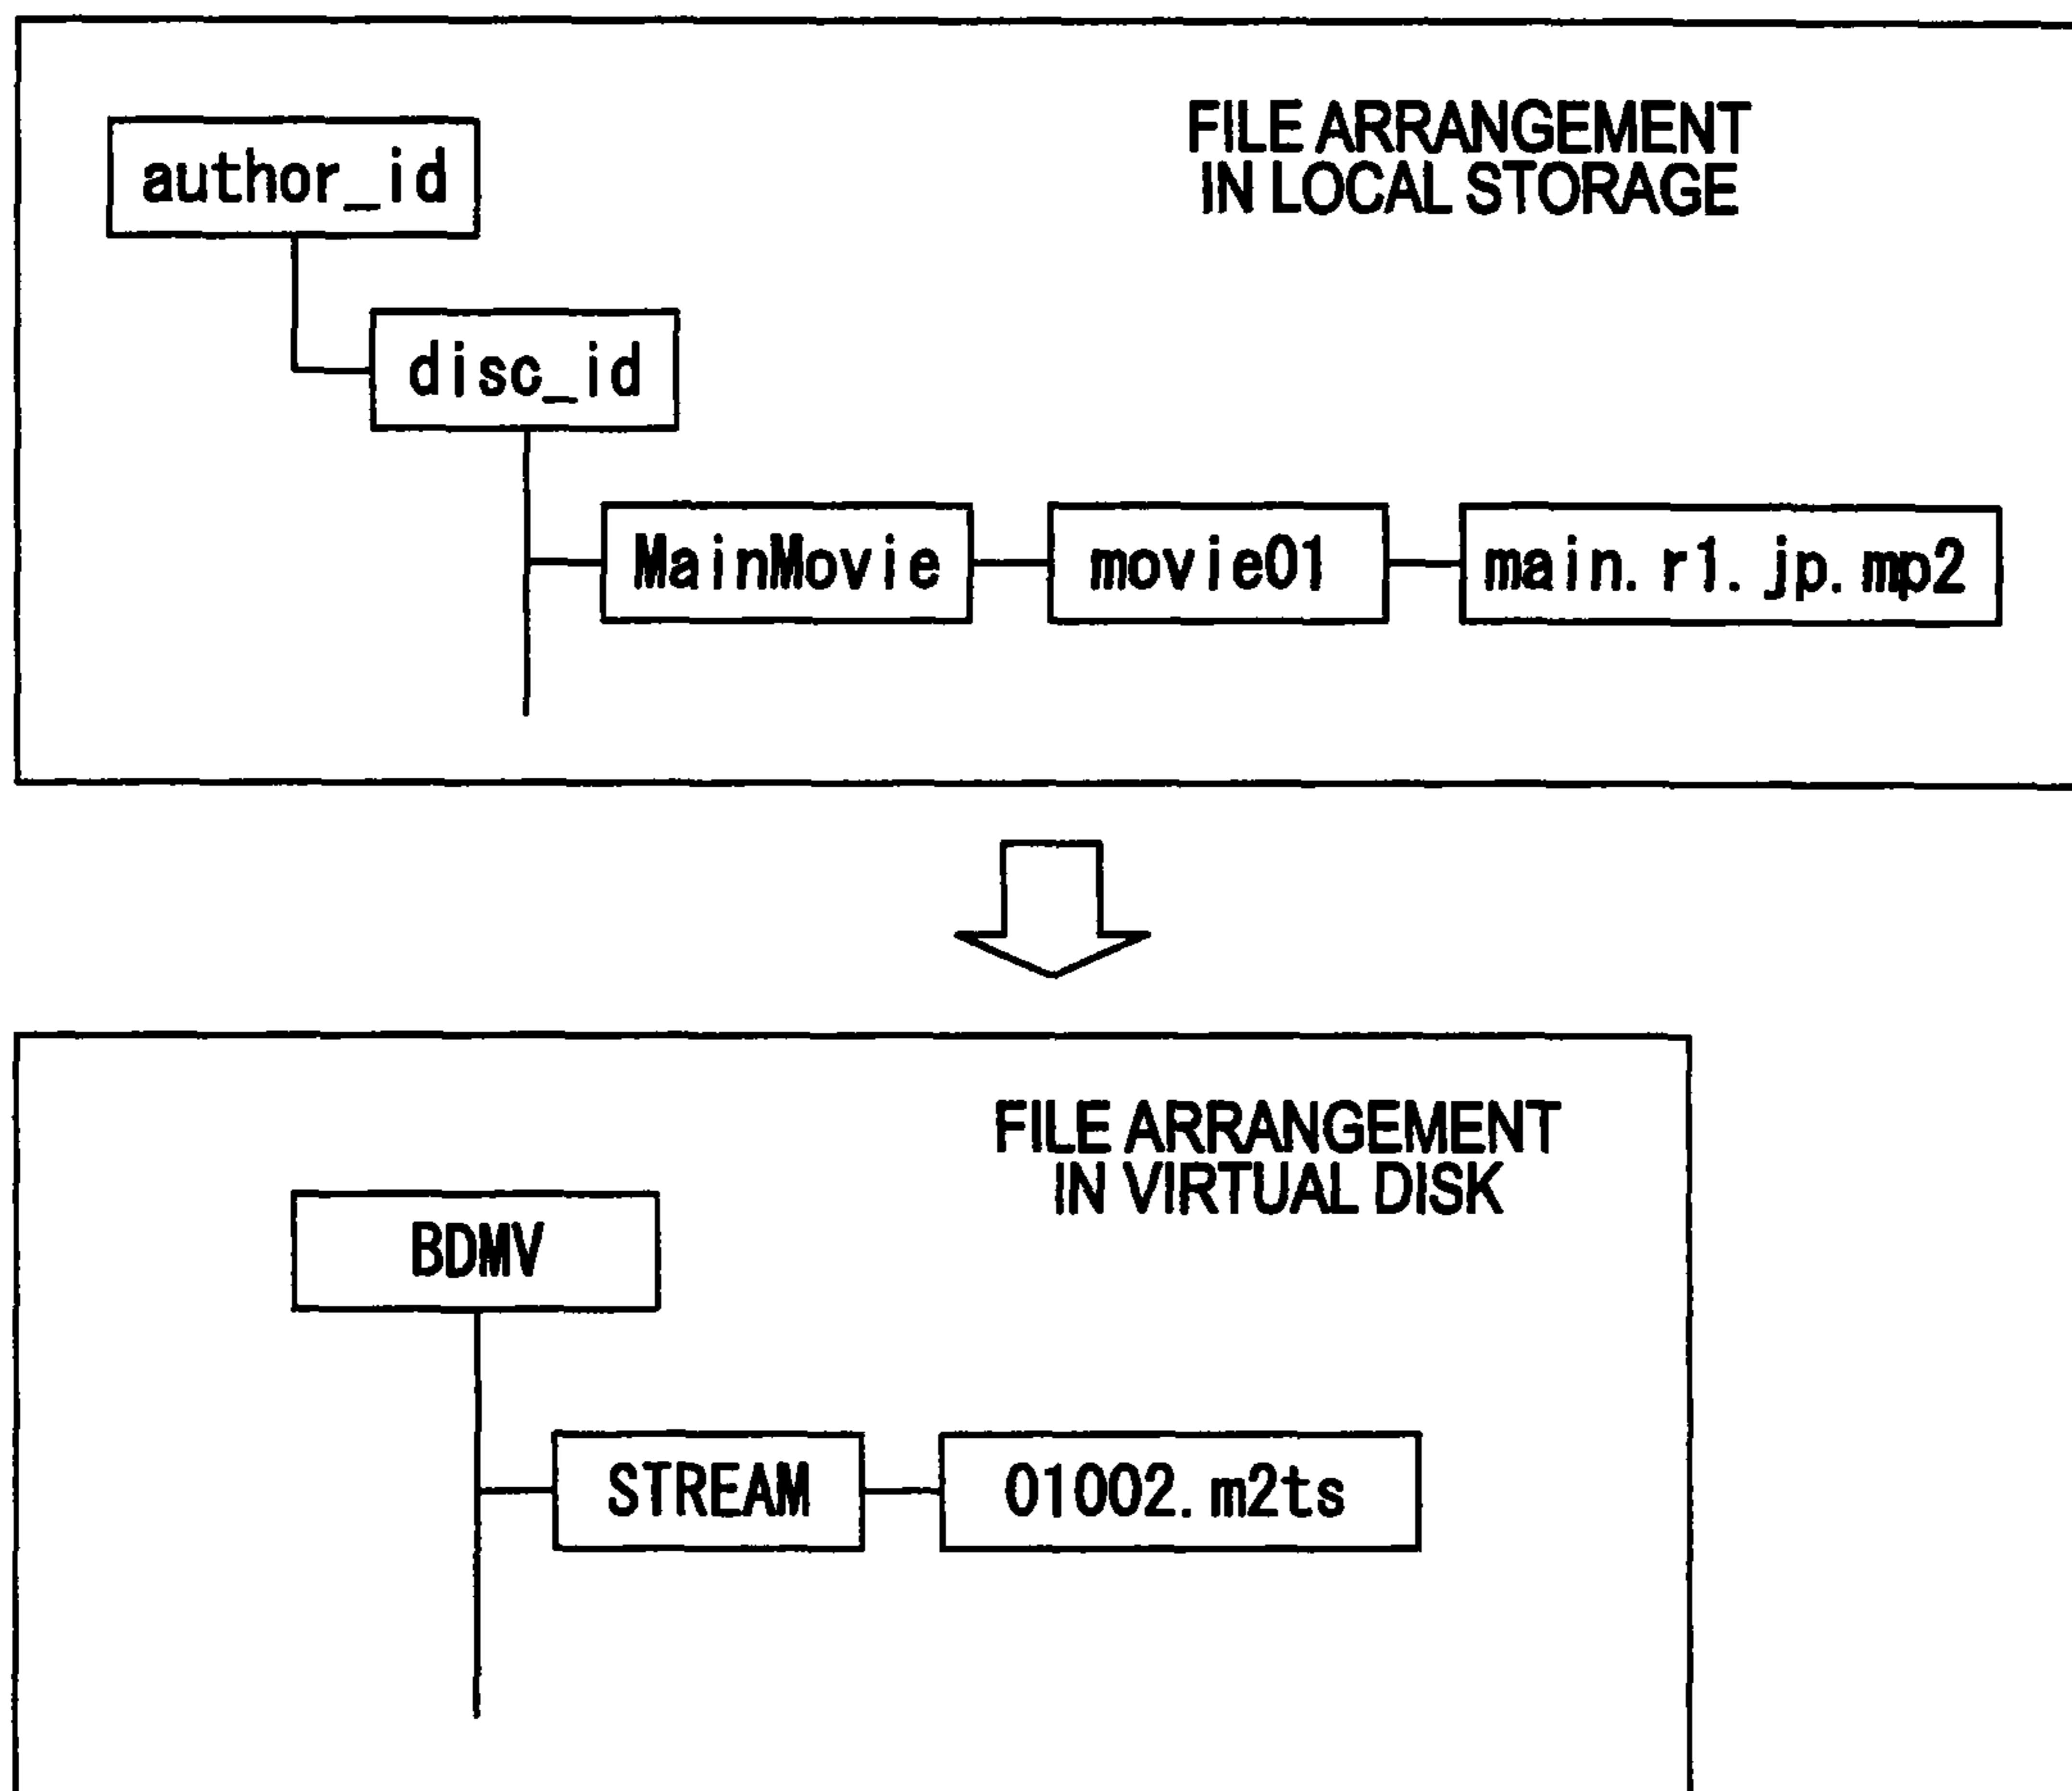 FILE ARRANGEMENT
IN LOCAL STORAGE
author_id
disc_id
MainMovie
movie01
main.r1.jp.mp2
FILE ARRANGEMENT
IN VIRTUAL DISK
BDMV
STREAM
01002.m2ts